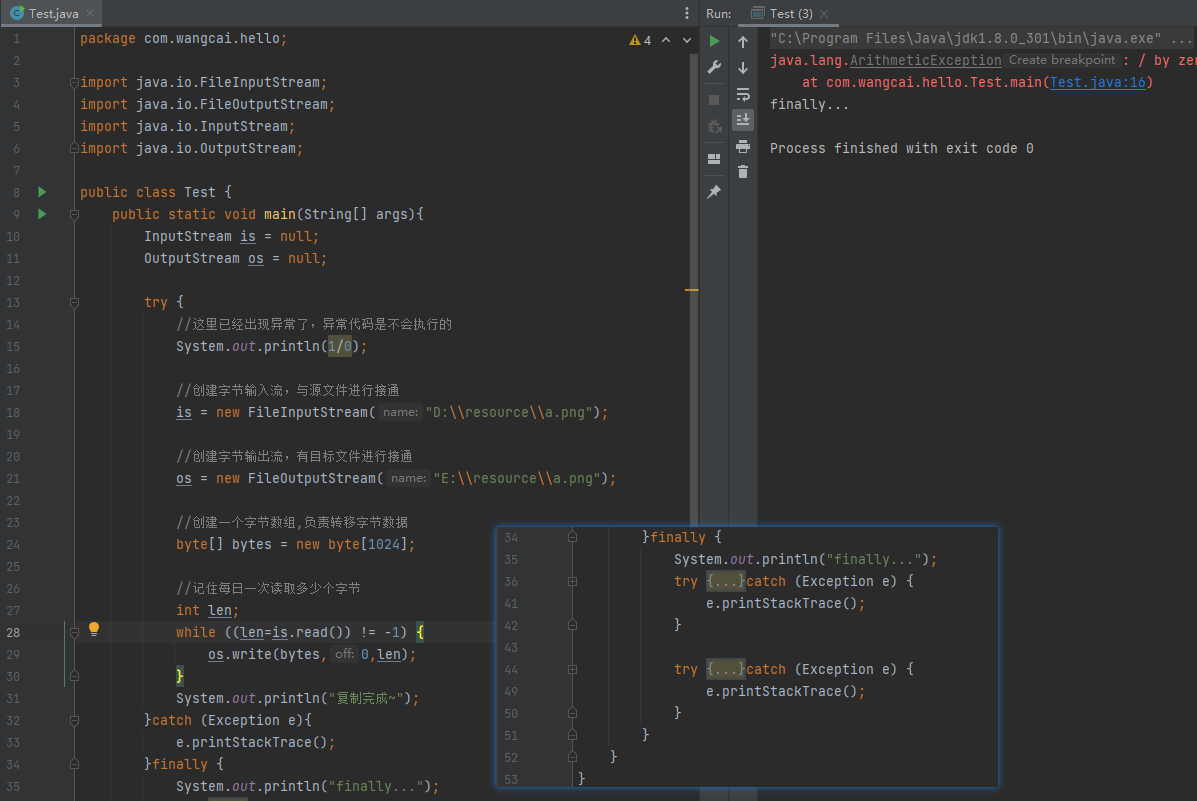 Test.java
package com.wangcai.hello;
4
import java.io.FileInputStream;
import java.io.FileOutputStream;
import java.io.InputStream;
import java.io.OutputStream;
public class Test {
public static void main(String[] args){
InputStream is = null;
OutputStream os = null;
try {
//这里已经出现异常了，异常代码是不会执行的
System.out.println(1/0);
//创建字节输入流，与源文件进行接通
is = new FileInputStream( name: "D:\\resource\\a.png");
//创建字节输出流，有目标文件进行接通
os = new FileOutputStream( name: "E:\\resource\\a.png");
//创建一个字节数组,负责转移字节数据
byte[] bytes = new byte[1024];
//记住每日一次读取多少个字节
int len;
while ((len=is.read()) != -1) {
os.write(bytes, off: 0,len);
}
System.out.println("复制完成~");
}catch (Exception e){
e.printStackTrace();
}finally {
System.out.println("finally...");
1
2
3
4
5
6
7
8
9
10
11
12
13
14
15
16
17
18
19
20
21
22
23
24
25
26
27
28
29
30
31
32
33
34
35
34 }finally {
35 System.out.println("finally...");
36 try {...}catch (Exception e) {
41 e.printStackTrace();
42 }
43
44 try {...}catch (Exception e) {
49 e.printStackTrace();
50 }
51 }
52 }
53 }
Run: Test (3)
"C:\Program Files\Java\jdk1.8.0_301\bin\java.exe" ...
java.lang.ArithmeticException Create breakpoint : / by zer
at com.wangcai.hello.Test.main(Test.java:16)
finally...
Process finished with exit code 0